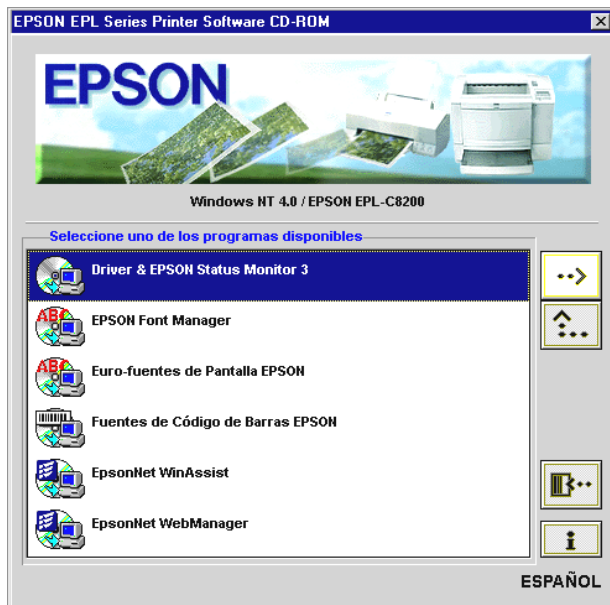 EPSON EPL Series Printer Software CD-ROM
EPSON
Windows NT 4.0 / EPSON EPL-C8200
Seleccione uno de los programas disponibles
Driver & EPSON Status Monitor 3
ABC
EPSON Font Manager
ABC
Euro-fuentes de Pantalla EPSON
Fuentes de Código de Barras EPSON
EpsonNet WinAssist
EpsonNet WebManager
i
ESPAÑOL